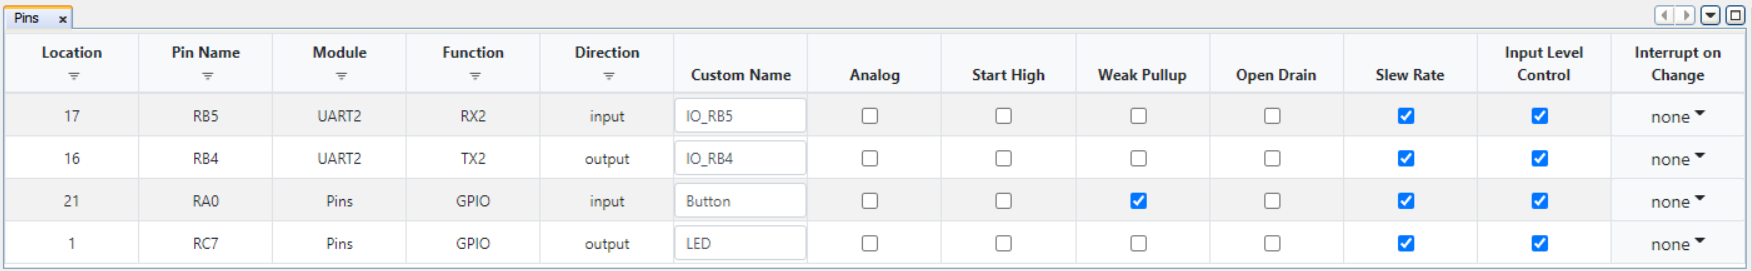 Pins x
Location Pin Name Module Function Direction Custom Name Analog Start High Weak Pullup Open Drain Slew Rate Input Level Control Interrupt on Change
17 RB5 UART2 RX2 input IO_RB5 none
16 RB4 UART2 TX2 output IO_RB4 none
21 RA0 Pins GPIO input Button none
1 RC7 Pins GPIO output LED none